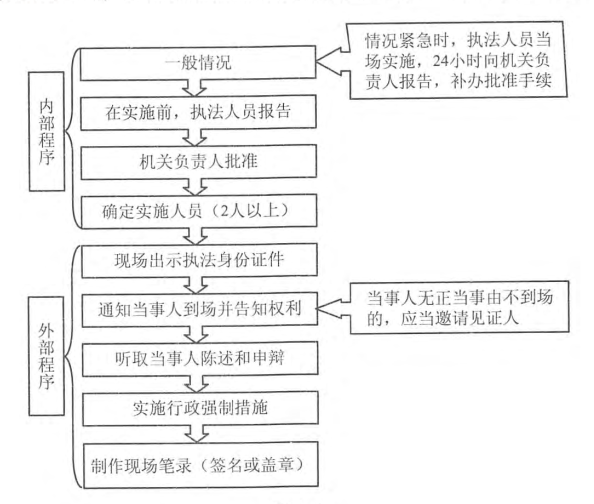 一般情况
情况紧急时，执法人员当
场实施，24小时向机关负
责人报告，补办批准手续
内部程序
在实施前，执法人员报告
机关负责人批准
确定实施人员（2人以上）
外部程序
现场出示执法身份证件
通知当事人到场并告知权利
当事人无正当事由不到场
的，应当邀请见证人
听取当事人陈述和申辩
实施行政强制措施
制作现场笔录（签名或盖章）